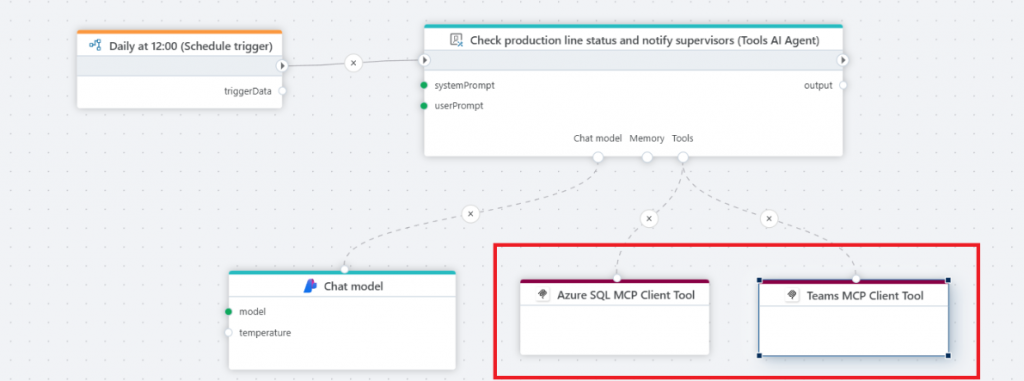 Daily at 12:00 (Schedule trigger)
triggerData
Check production line status and notify supervisors (Tools AI Agent)
systemPrompt
output
userPrompt
Chat model Memory Tools
Chat model
model
temperature
Azure SQL MCP Client Tool
Teams MCP Client Tool